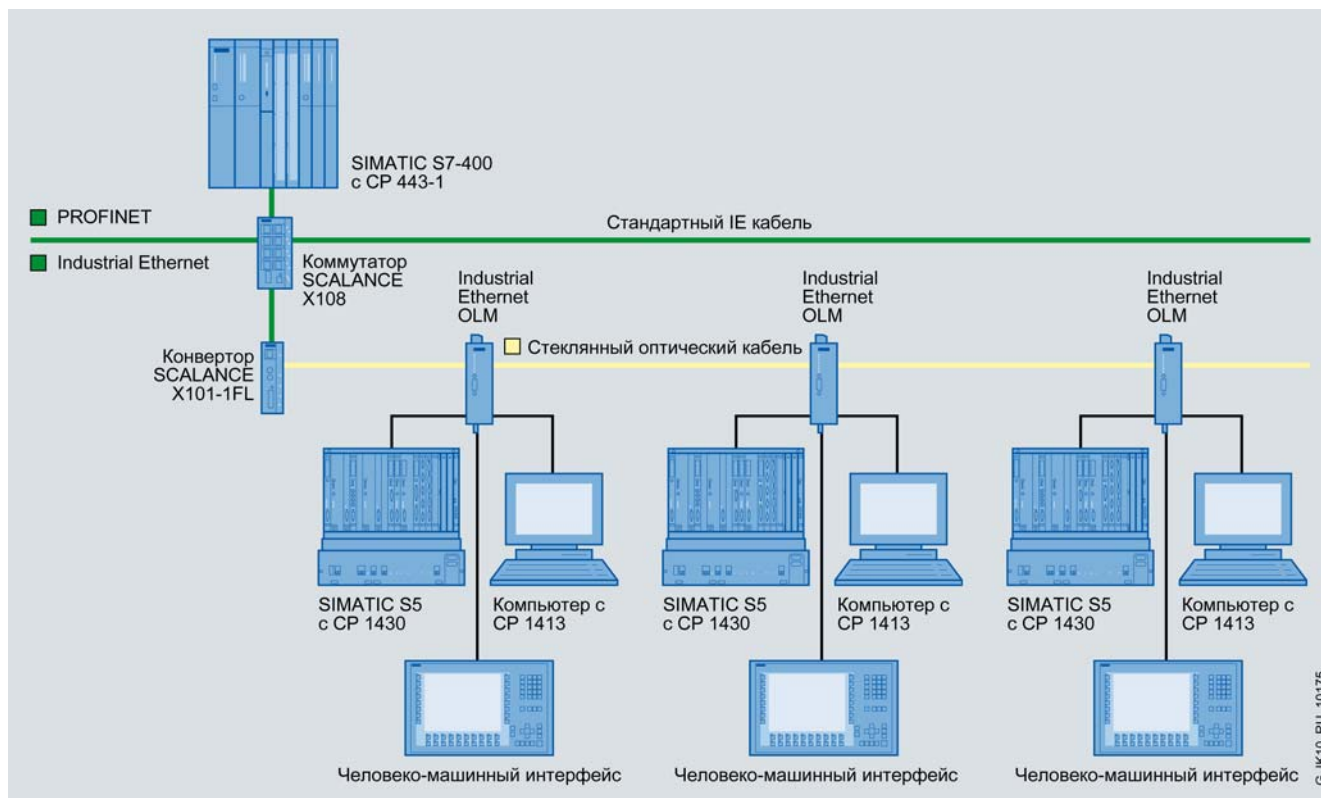 SIMATIC S7-400
с CP 443-1
PROFINET
Стандартный IE кабель
Industrial Ethernet
Коммутатор
SCALANCE
X108
Industrial
Ethernet
OLM
Industrial
Ethernet
OLM
Industrial
Ethernet
OLM
Стеклянный оптический кабель
Конвертор
SCALANCE
X101-1FL
SIMATIC S5
с CP 1430
Компьютер с
CP 1413
SIMATIC S5
с CP 1430
Компьютер с
CP 1413
SIMATIC S5
с CP 1430
Компьютер с
CP 1413
Человеко-машинный интерфейс
Человеко-машинный интерфейс
Человеко-машинный интерфейс
G_IK10_RU_10175